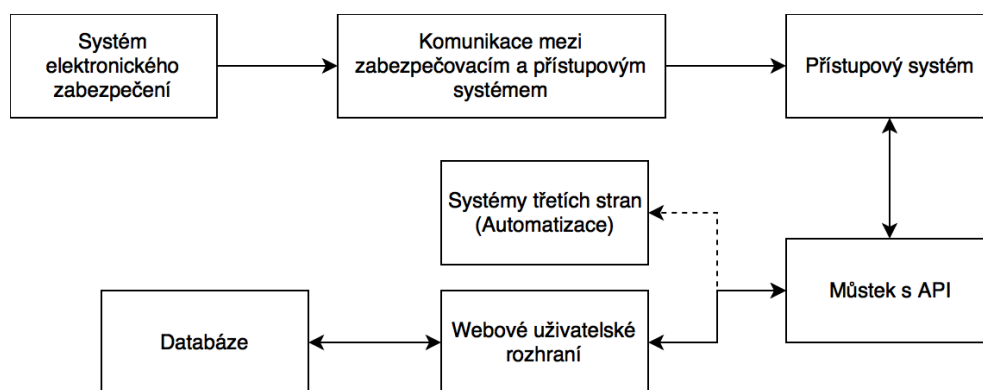 Systém
elektronického
zabezpečení
Komunikace mezi
zabezpečovacím a přístupovým
systémem
Přístupový systém
Systémy třetích stran
(Automatizace)
Můstek s API
Databáze
Webové uživatelské
rozhraní